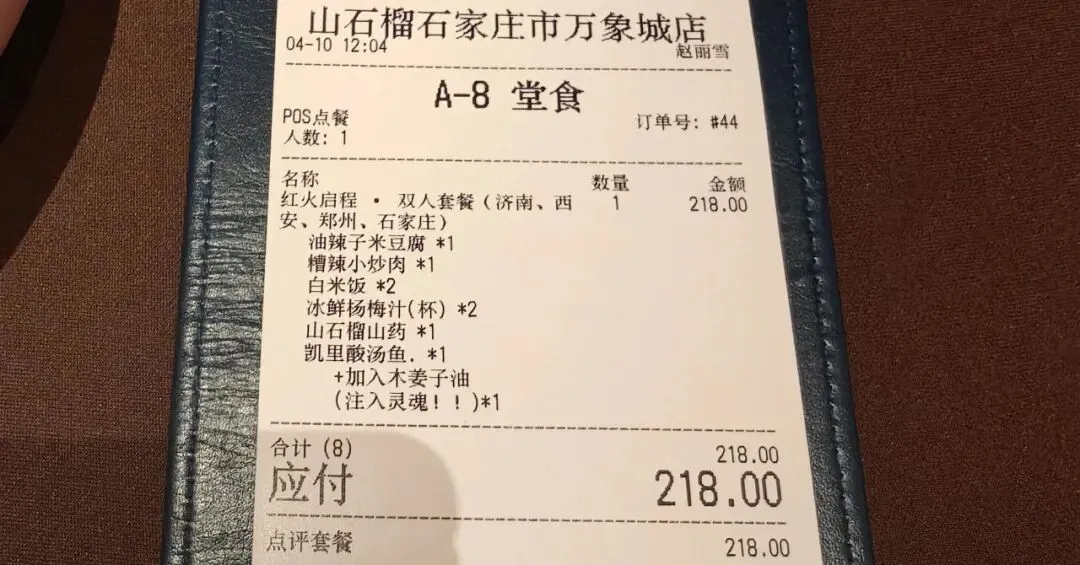 山石榴石家庄市万象城店
04-10 12:04 赵丽雪
A-8 堂食
POS点餐 订单号: #44
人数: 1
名称 数量 金额
红火启程 · 双人套餐(济南、西 1 218.00
安、郑州、石家庄)
油辣子米豆腐 *1
糟辣小炒肉 *1
白米饭 *2
冰鲜杨梅汁(杯) *2
山石榴山药 *1
凯里酸汤鱼. *1
+加入木姜子油
(注入灵魂!!)*1
合计 (8) 218.00
应付 218.00
点评套餐 218.00